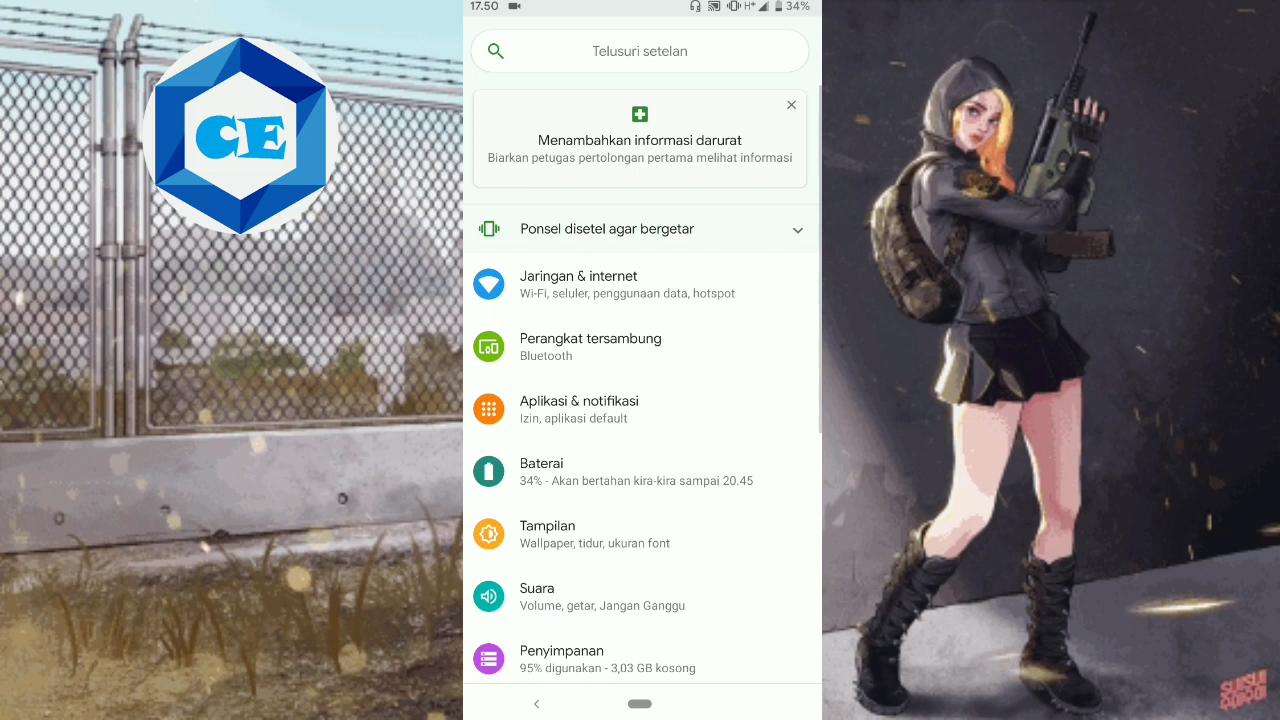 CE
17.50
H+
34%
Telusuri setelan
Menambahkan informasi darurat
Biarkan petugas pertolongan pertama melihat informasi
Ponsel disetel agar bergetar
Jaringan & internet
Wi-Fi, seluler, penggunaan data, hotspot
Perangkat tersambung
Bluetooth
Aplikasi & notifikasi
Izin, aplikasi default
Baterai
34% - Akan bertahan kira-kira sampai 20.45
Tampilan
Wallpaper, tidur, ukuran font
Suara
Volume, getar, Jangan Ganggu
Penyimpanan
95% digunakan - 3,03 GB kosong